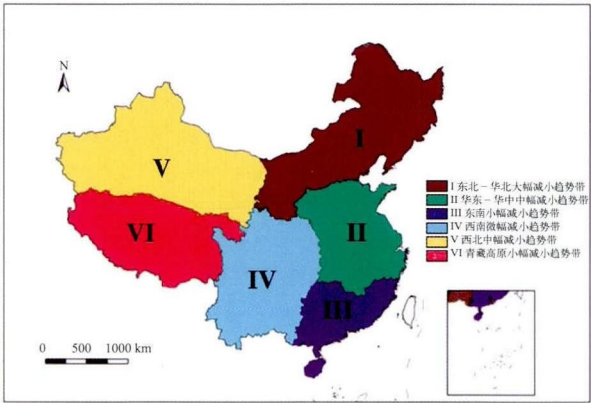 N
I
V
VI
II
IV
III
I 东北－华北大幅减小趋势带
II 华东－华中中幅减小趋势带
III 东南小幅减小趋势带
IV 西南微幅减小趋势带
V 西北中幅减小趋势带
VI 青藏高原小幅减小趋势带
0 500 1000 km